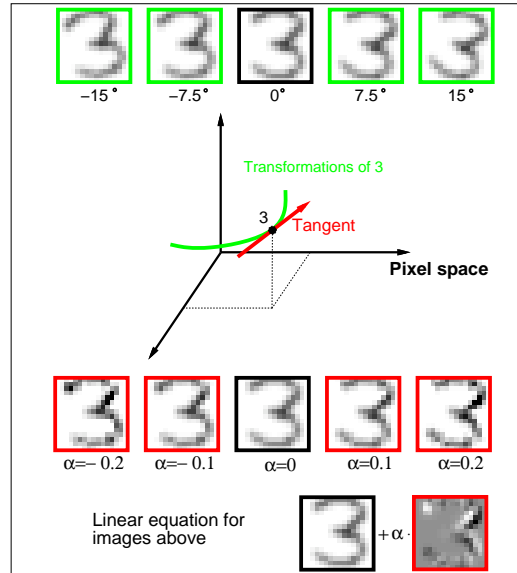 −15° −7.5° 0° 7.5° 15°
Transformations of 3
3
Tangent
Pixel space
α=− 0.2 α=− 0.1 α=0 α=0.1 α=0.2
Linear equation for
images above
+ α ·